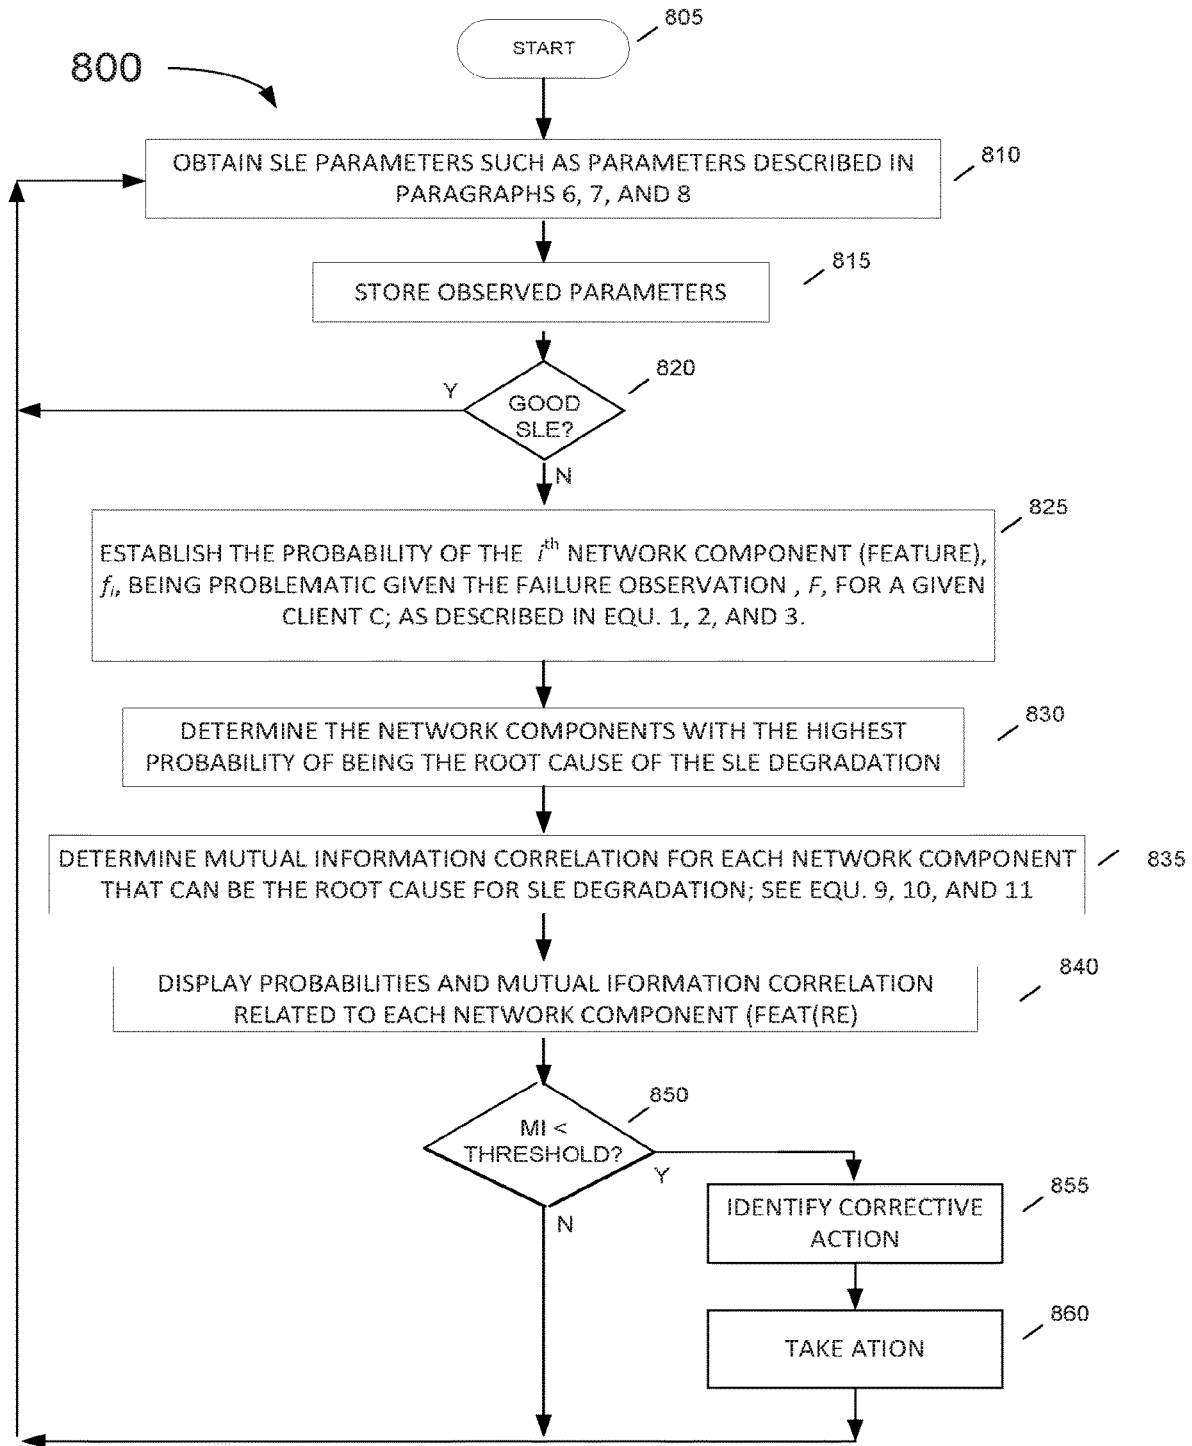 805
START
800
OBTAIN SLE PARAMETERS SUCH AS PARAMETERS DESCRIBED IN
PARAGRAPHS 6, 7, AND 8
810
815
STORE OBSERVED PARAMETERS
820
Y
GOOD
SLE?
N
825
ESTABLISH THE PROBABILITY OF THE ith NETWORK COMPONENT (FEATURE),
fi, BEING PROBLEMATIC GIVEN THE FAILURE OBSERVATION , F, FOR A GIVEN
CLIENT C; AS DESCRIBED IN EQU. 1, 2, AND 3.
830
DETERMINE THE NETWORK COMPONENTS WITH THE HIGHEST
PROBABILITY OF BEING THE ROOT CAUSE OF THE SLE DEGRADATION
DETERMINE MUTUAL INFORMATION CORRELATION FOR EACH NETWORK COMPONENT
THAT CAN BE THE ROOT CAUSE FOR SLE DEGRADATION; SEE EQU. 9, 10, AND 11
835
840
DISPLAY PROBABILITIES AND MUTUAL IFORMATION CORRELATION
RELATED TO EACH NETWORK COMPONENT (FEAT(RE)
850
MI <
THRESHOLD?
Y
N
855
IDENTIFY CORRECTIVE
ACTION
860
TAKE ATION